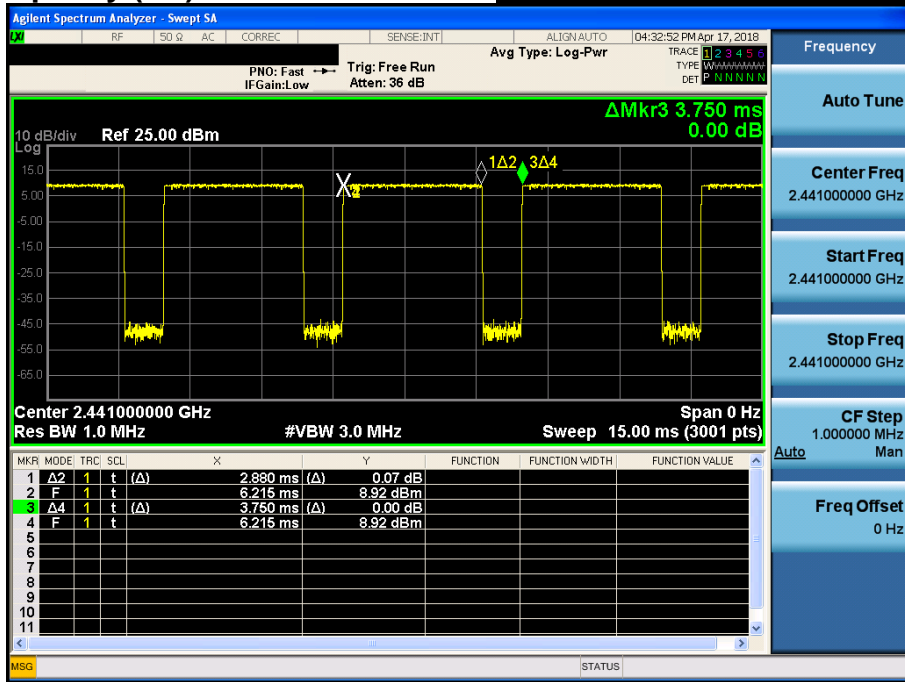 Agilent Spectrum Analyzer - Swept SA
LXI RF 50 Ω AC CORREC SENSE:INT ALIGN AUTO 04:32:52 PM Apr 17, 2018
Avg Type: Log-Pwr TRACE 1 2 3 4 5 6
PNO: Fast Trig: Free Run TYPE
IFGain:Low Atten: 36 dB DET P N N N N N
ΔMkr3 3.750 ms
0.00 dB
10 dB/div Ref 25.00 dBm
Log
15.0
5.00
-5.00
-15.0
-25.0
-35.0
-45.0
-55.0
-65.0
1Δ2 3Δ4
X
Center 2.441000000 GHz Span 0 Hz
Res BW 1.0 MHz #VBW 3.0 MHz Sweep 15.00 ms (3001 pts)
MKR MODE TRC SCL X Y FUNCTION FUNCTION WIDTH FUNCTION VALUE
1 Δ2 1 t (Δ) 2.880 ms (Δ) 0.07 dB
2 F 1 t 6.215 ms 8.92 dBm
3 Δ4 1 t (Δ) 3.750 ms (Δ) 0.00 dB
4 F 1 t 6.215 ms 8.92 dBm
5
6
7
8
9
10
11
MSG STATUS
Frequency
Auto Tune
Center Freq
2.441000000 GHz
Start Freq
2.441000000 GHz
Stop Freq
2.441000000 GHz
CF Step
1.000000 MHz
Auto Man
Freq Offset
0 Hz